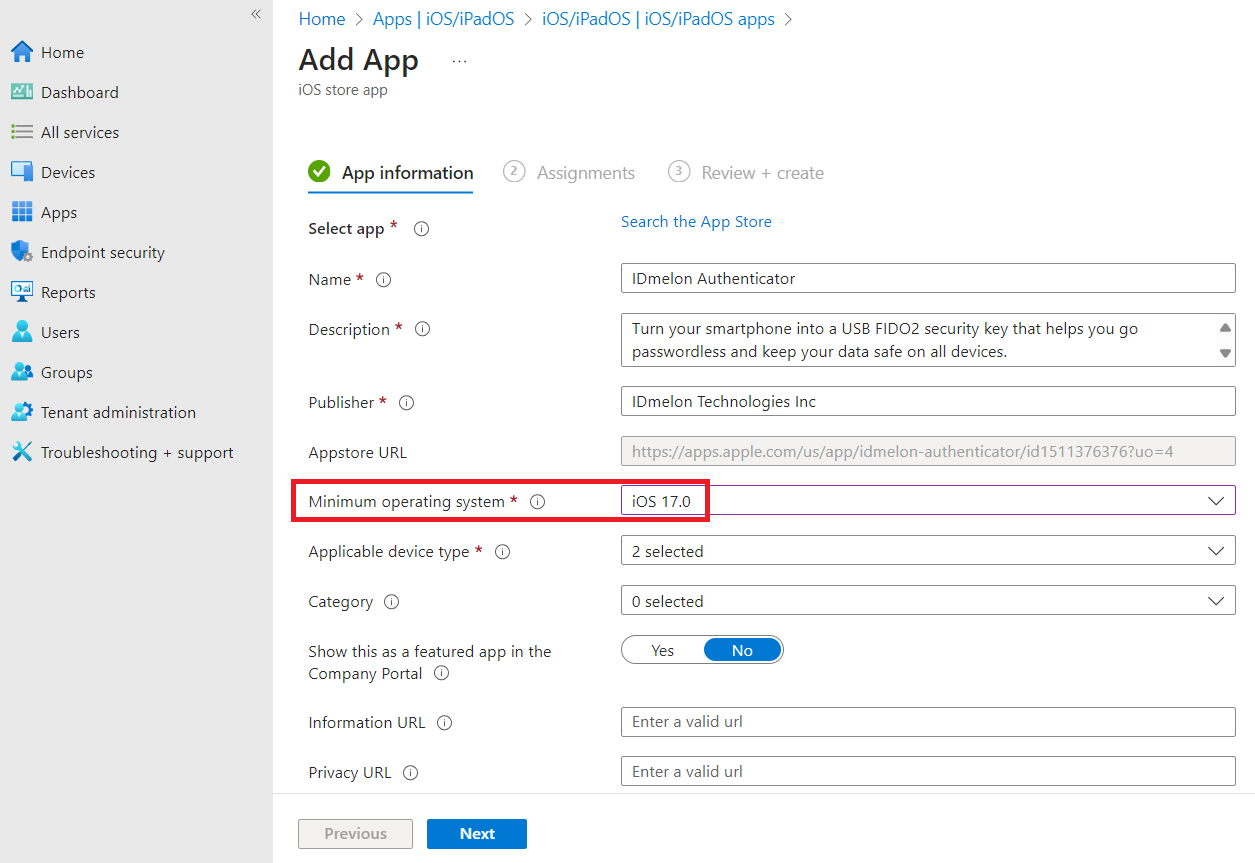 «
Home
Dashboard
All services
Devices
Apps
Endpoint security
Reports
Users
Groups
Tenant administration
Troubleshooting + support
Home > Apps | iOS/iPadOS > iOS/iPadOS | iOS/iPadOS apps >
Add App ...
iOS store app
App information 2 Assignments 3 Review + create
Select app * Search the App Store
Name * IDmelon Authenticator
Description * Turn your smartphone into a USB FIDO2 security key that helps you go
passwordless and keep your data safe on all devices.
Publisher * IDmelon Technologies Inc
Appstore URL https://apps.apple.com/us/app/idmelon-authenticator/id1511376376?uo=4
Minimum operating system * iOS 17.0
Applicable device type * 2 selected
Category 0 selected
Show this as a featured app in the
Company Portal Yes No
Information URL Enter a valid url
Privacy URL Enter a valid url
Previous Next